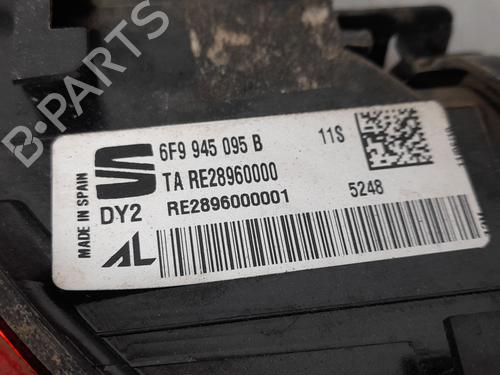 B-PARTS
MADE IN SPAIN
6F9 945 095 B 11S
TA RE28960000
DY2 RE2896000001 5248
AL